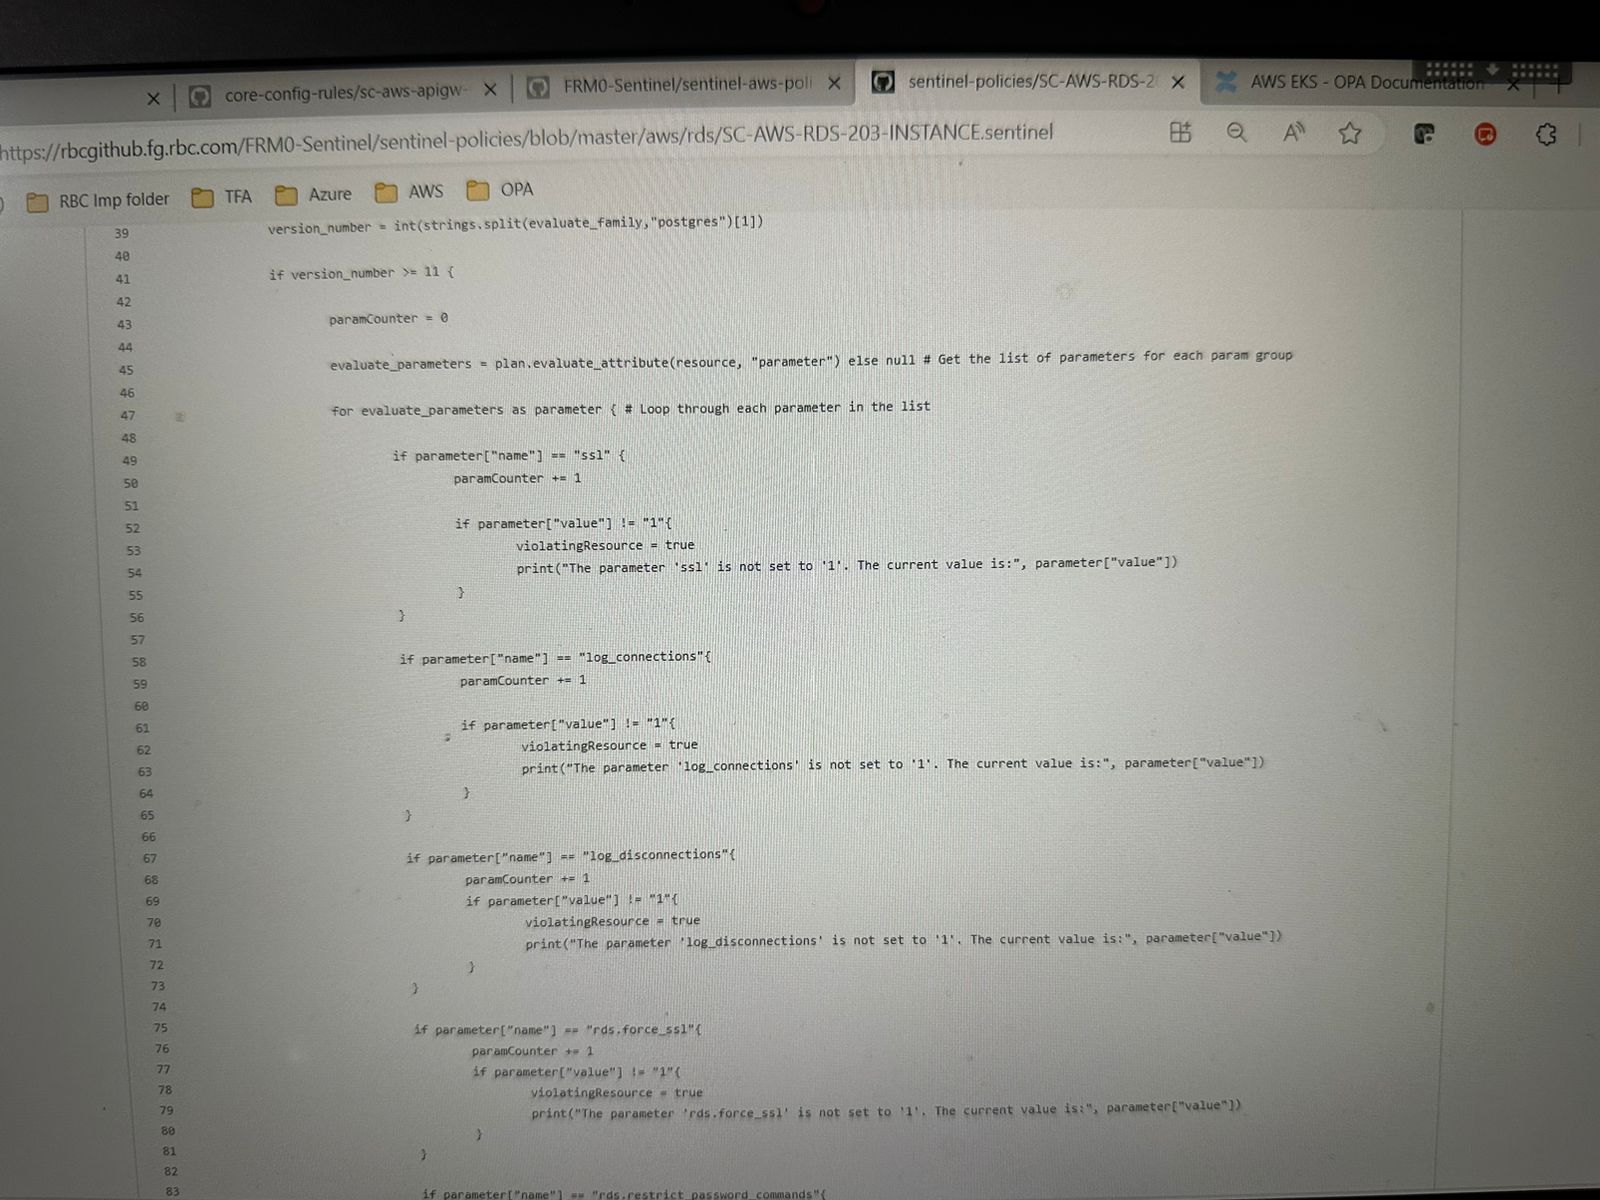 core-config-rules/sc-aws-apigw-
FRM0-Sentinel/sentinel-aws-poli
sentinel-policies/SC-AWS-RDS-2
AWS EKS - OPA Documentation
https://rbcgithub.fg.rbc.com/FRM0-Sentinel/sentinel-policies/blob/master/aws/rds/SC-AWS-RDS-203-INSTANCE.sentinel
RBC Imp folder TFA Azure AWS OPA
39 version_number = int(strings.split(evaluate_family,"postgres")[1])
40
41 if version_number >= 11 {
42
43 paramCounter = 0
44
45 evaluate_parameters = plan.evaluate_attribute(resource, "parameter") else null # Get the list of parameters for each param group
46
47 for evaluate_parameters as parameter { # Loop through each parameter in the list
48
49 if parameter["name"] == "ssl" {
50 paramCounter += 1
51
52 if parameter["value"] != "1"{
53 violatingResource = true
54 print("The parameter 'ssl' is not set to '1'. The current value is:", parameter["value"])
55 }
56 }
57
58 if parameter["name"] == "log_connections"{
59 paramCounter += 1
60
61 if parameter["value"] != "1"{
62 violatingResource = true
63 print("The parameter 'log_connections' is not set to '1'. The current value is:", parameter["value"])
64 }
65 }
66
67 if parameter["name"] == "log_disconnections"{
68 paramCounter += 1
69 if parameter["value"] != "1"{
70 violatingResource = true
71 print("The parameter 'log_disconnections' is not set to '1'. The current value is:", parameter["value"])
72 }
73 }
74
75 if parameter["name"] == "rds.force_ssl"{
76 paramCounter += 1
77 if parameter["value"] != "1"{
78 violatingResource = true
79 print("The parameter 'rds.force_ssl' is not set to '1'. The current value is:", parameter["value"])
80 }
81 }
82
83 if parameter["name"] == "rds.restrict_password_commands"{